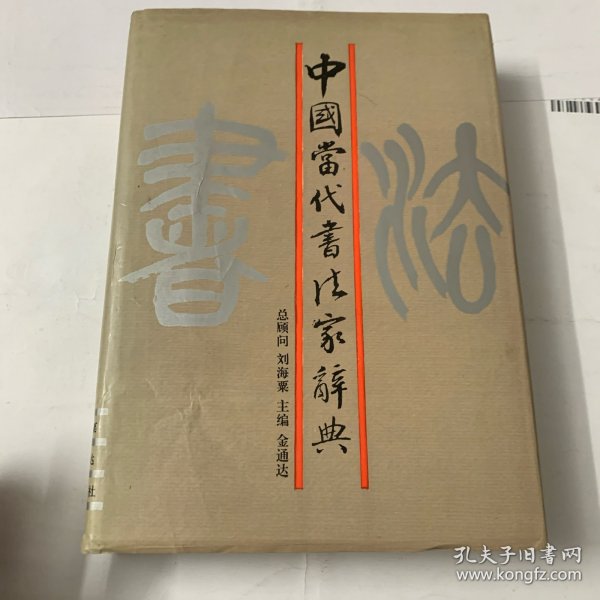 中國當代書法家辭典
書法
总顾问 刘海粟 主编 金通达
社
孔夫子旧书网
www.kongfz.com